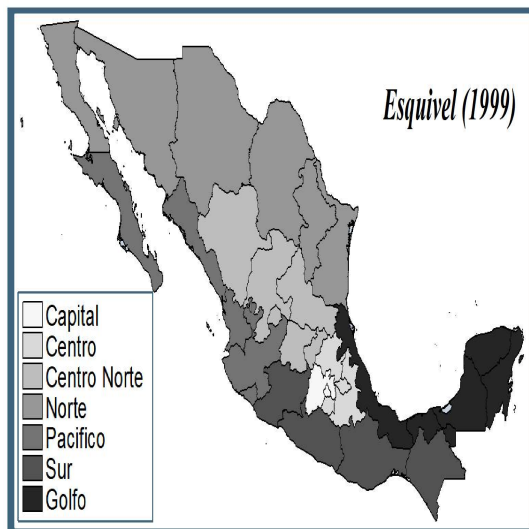 Esquivel (1999)
Capital
Centro
Centro Norte
Norte
Pacifico
Sur
Golfo